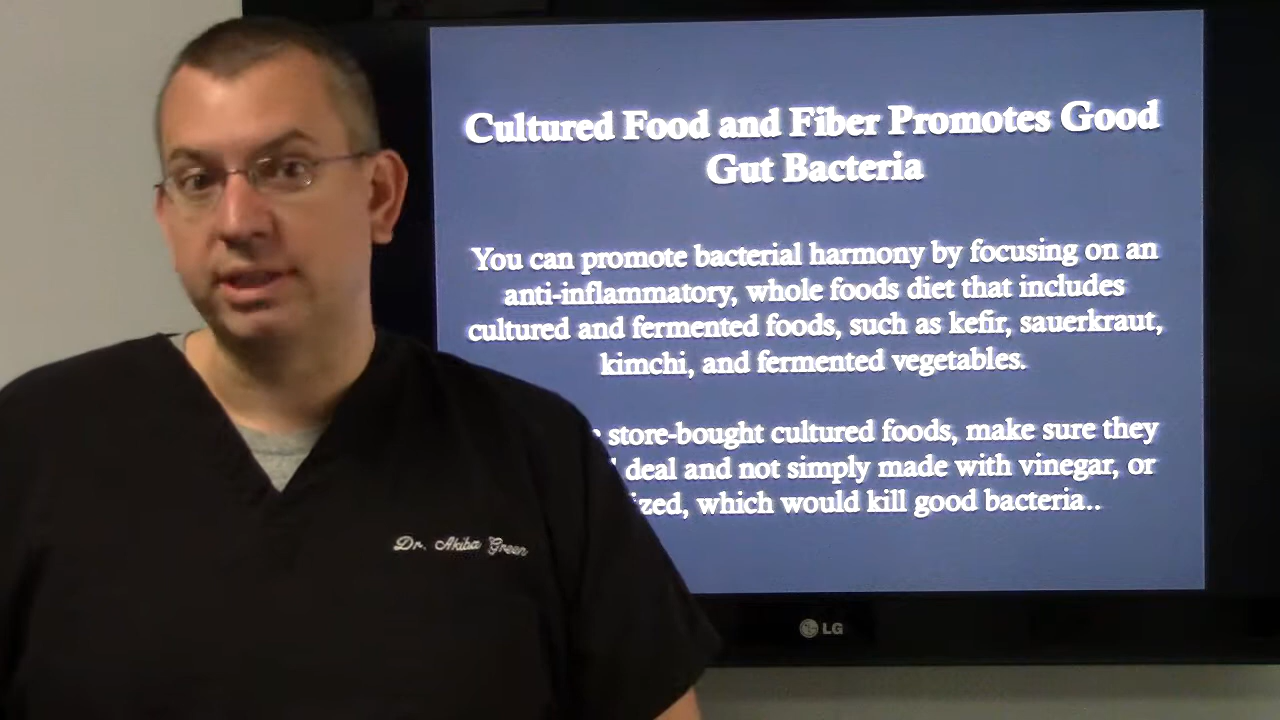 Cultured Food and Fiber Promotes Good
Gut Bacteria
You can promote bacterial harmony by focusing on an
anti-inflammatory, whole foods diet that includes
cultured and fermented foods, such as kefir, sauerkraut,
kimchi, and fermented vegetables.
store-bought cultured foods, make sure they
deal and not simply made with vinegar, or
which would kill good bacteria..
Dr. Akiba Green
LG